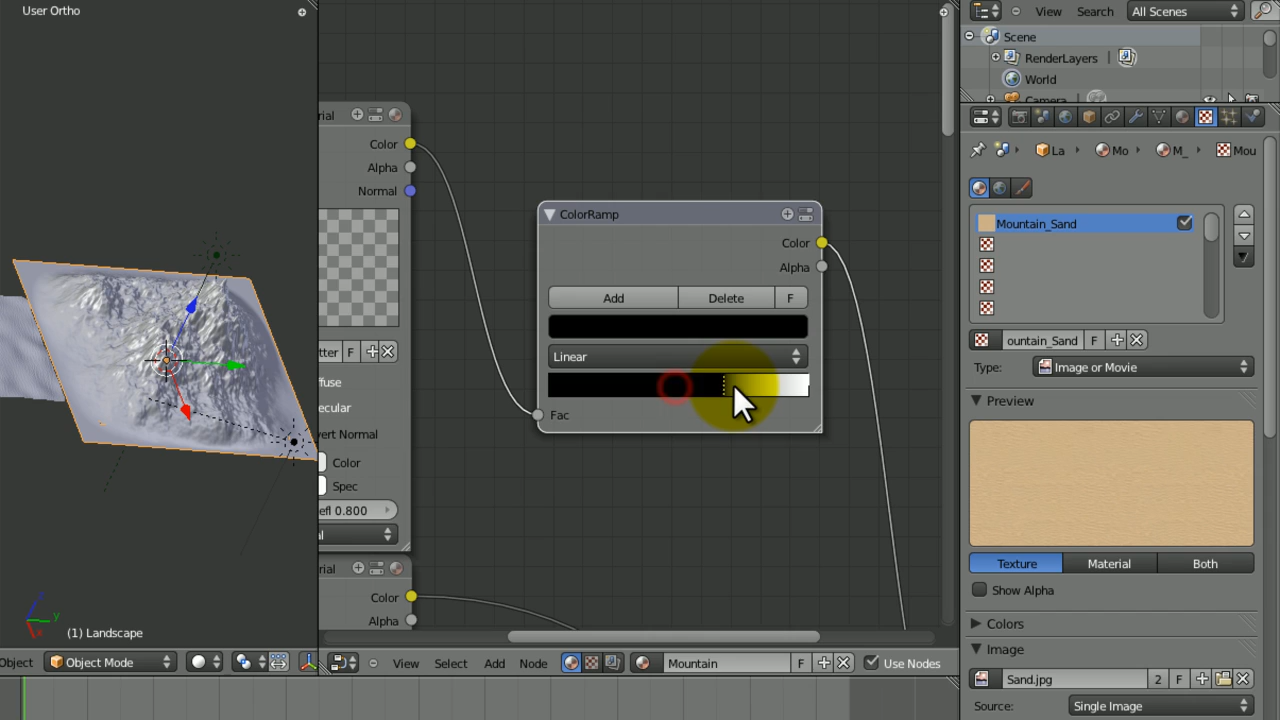 User Ortho
(1) Landscape
Object
Object Mode
rial
Color
Alpha
Normal
tter F
ffuse
ecular
vert Normal
Color
Spec
efl 0.800
al
rial
Color
Alpha
ColorRamp
Color
Alpha
Add Delete F
Linear
Fac
View Select Add Node
Mountain F
Use Nodes
View Search All Scenes
Scene
RenderLayers
World
Camera
La Mo M_ Mou
Mountain_Sand
ountain_Sand F
Type: Image or Movie
Preview
Texture Material Both
Show Alpha
Colors
Image
Sand.jpg 2 F
Source: Single Image
x
y
z